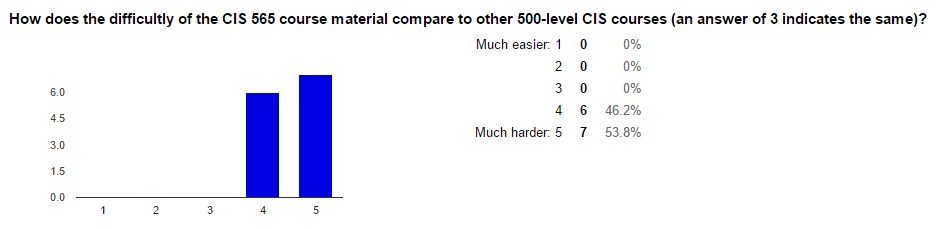 How does the difficultly of the CIS 565 course material compare to other 500-level CIS courses (an answer of 3 indicates the same)?
Much easier: 1 0 0%
2 0 0%
3 0 0%
4 6 46.2%
Much harder: 5 7 53.8%
6.0
4.5
3.0
1.5
0.0
1 2 3 4 5